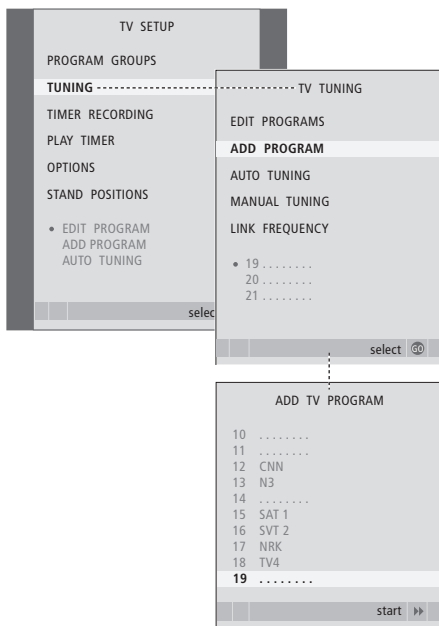 TV SETUP
PROGRAM GROUPS
TUNING
TIMER RECORDING
PLAY TIMER
OPTIONS
STAND POSITIONS
• EDIT PROGRAM
ADD PROGRAM
AUTO TUNING
selec
TV TUNING
EDIT PROGRAMS
ADD PROGRAM
AUTO TUNING
MANUAL TUNING
LINK FREQUENCY
• 19 ........
20 ........
21 ........
select GO
ADD TV PROGRAM
10 ........
11 ........
12 CNN
13 N3
14 ........
15 SAT 1
16 SVT 2
17 NRK
18 TV4
19 ........
start